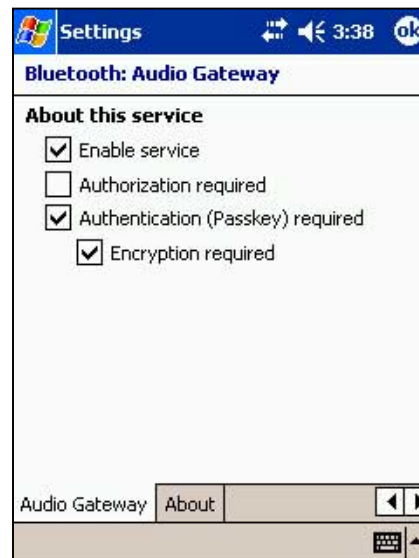 Settings 3:38 ok
Bluetooth: Audio Gateway
About this service
Enable service
Authorization required
Authentication (Passkey) required
Encryption required
Audio Gateway About